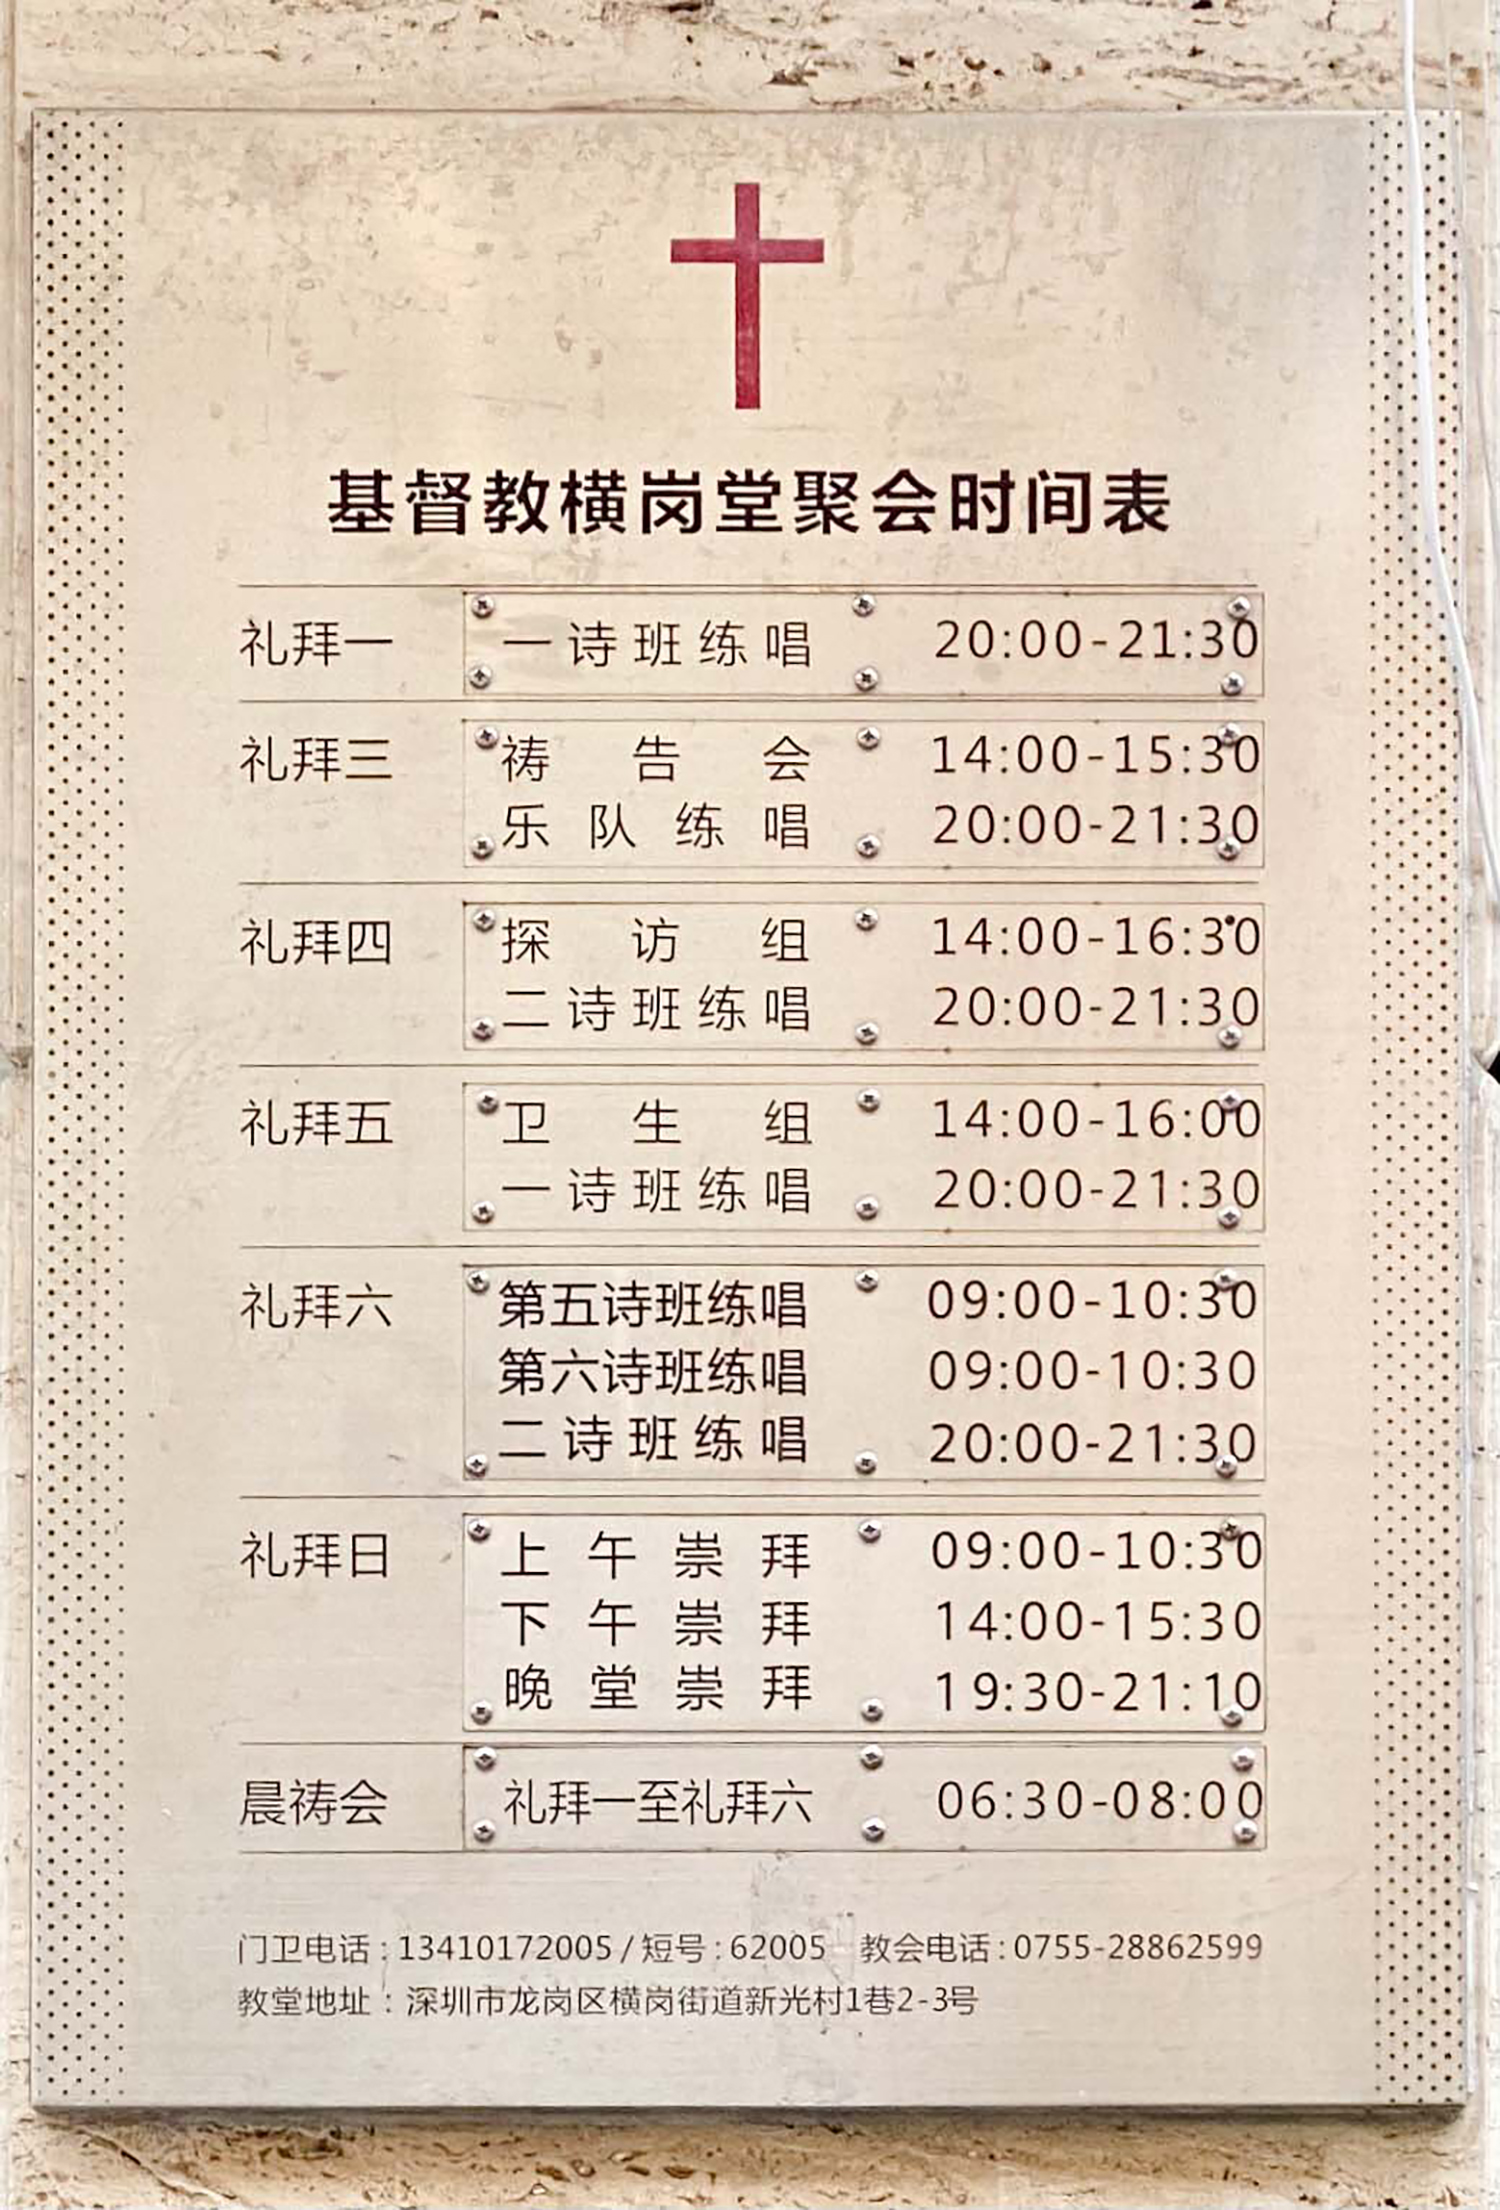 基督教横岗堂聚会时间表
礼拜一 一诗班练唱 20:00-21:30
礼拜三 祷告会 14:00-15:30
乐队练唱 20:00-21:30
礼拜四 探访组 14:00-16:30
二诗班练唱 20:00-21:30
礼拜五 卫生组 14:00-16:00
一诗班练唱 20:00-21:30
礼拜六 第五诗班练唱 09:00-10:30
第六诗班练唱 09:00-10:30
二诗班练唱 20:00-21:30
礼拜日 上午崇拜 09:00-10:30
下午崇拜 14:00-15:30
晚堂崇拜 19:30-21:10
晨祷会 礼拜一至礼拜六 06:30-08:00
门卫电话:13410172005/短号:62005 教会电话:0755-28862599
教堂地址:深圳市龙岗区横岗街道新光村1巷2-3号